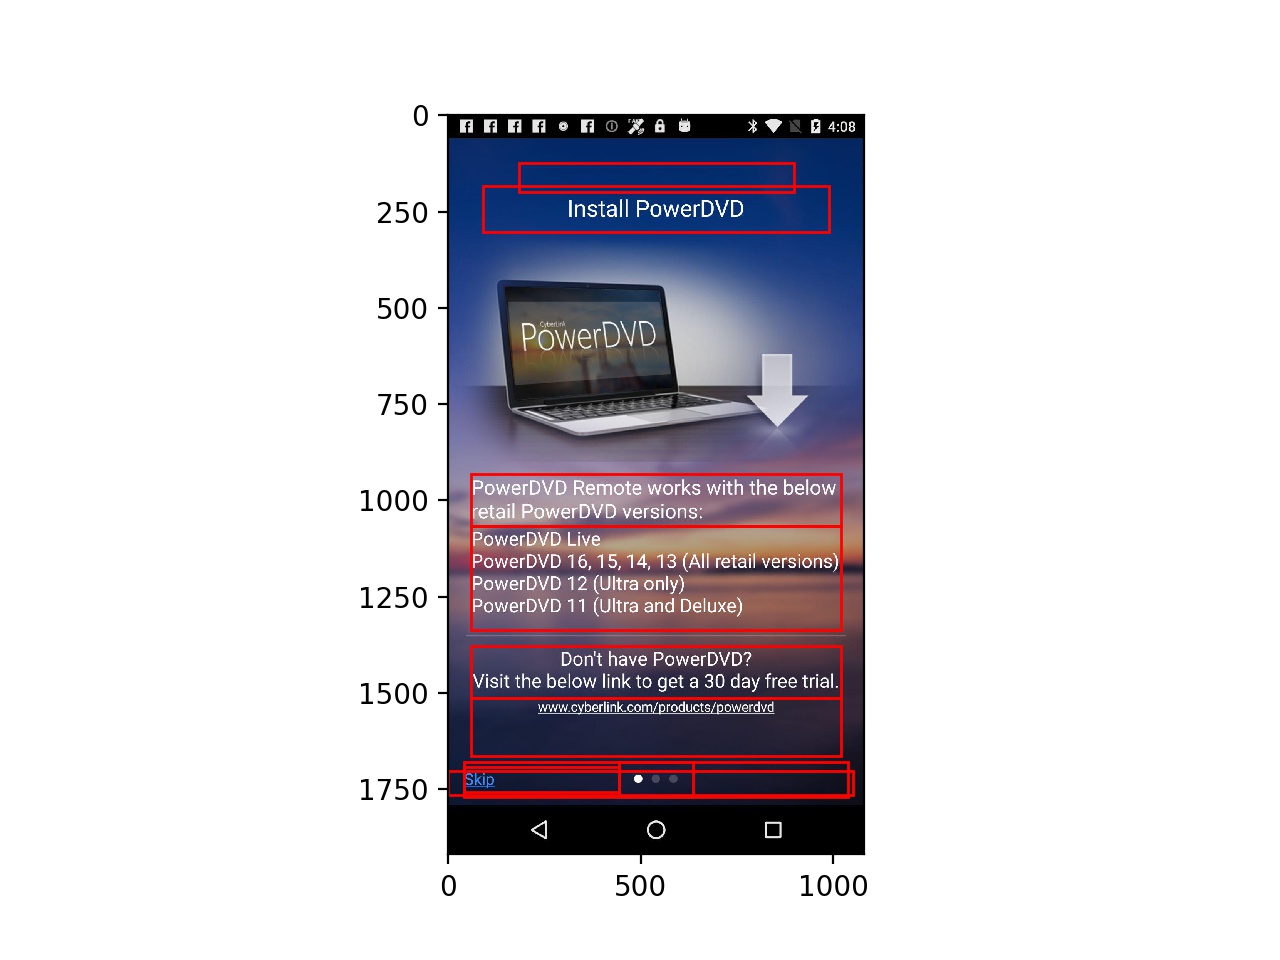 0
4:08
250
Install PowerDVD
500
CyberLink
PowerDVD
750
1000
PowerDVD Remote works with the below
retail PowerDVD versions:
PowerDVD Live
PowerDVD 16, 15, 14, 13 (All retail versions)
1250
PowerDVD 12 (Ultra only)
PowerDVD 11 (Ultra and Deluxe)
Don't have PowerDVD?
Visit the below link to get a 30 day free trial.
1500
www.cyberlink.com/products/powerdvd
1750
Skip
0 500 1000